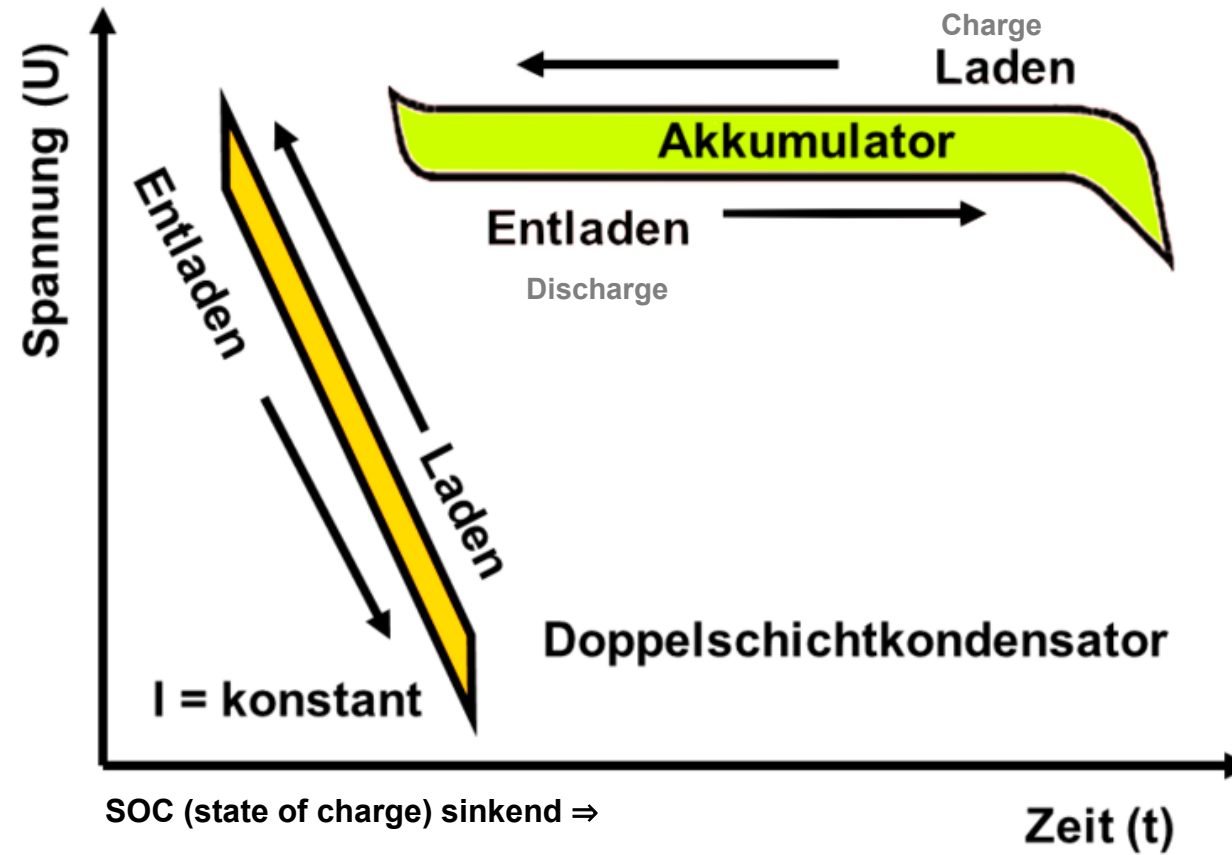 Spannung (U)
Charge
Laden
Akkumulator
Entladen
Discharge
Entladen
Laden
Doppelschichtkondensator
I = konstant
SOC (state of charge) sinkend ⇒
Zeit (t)